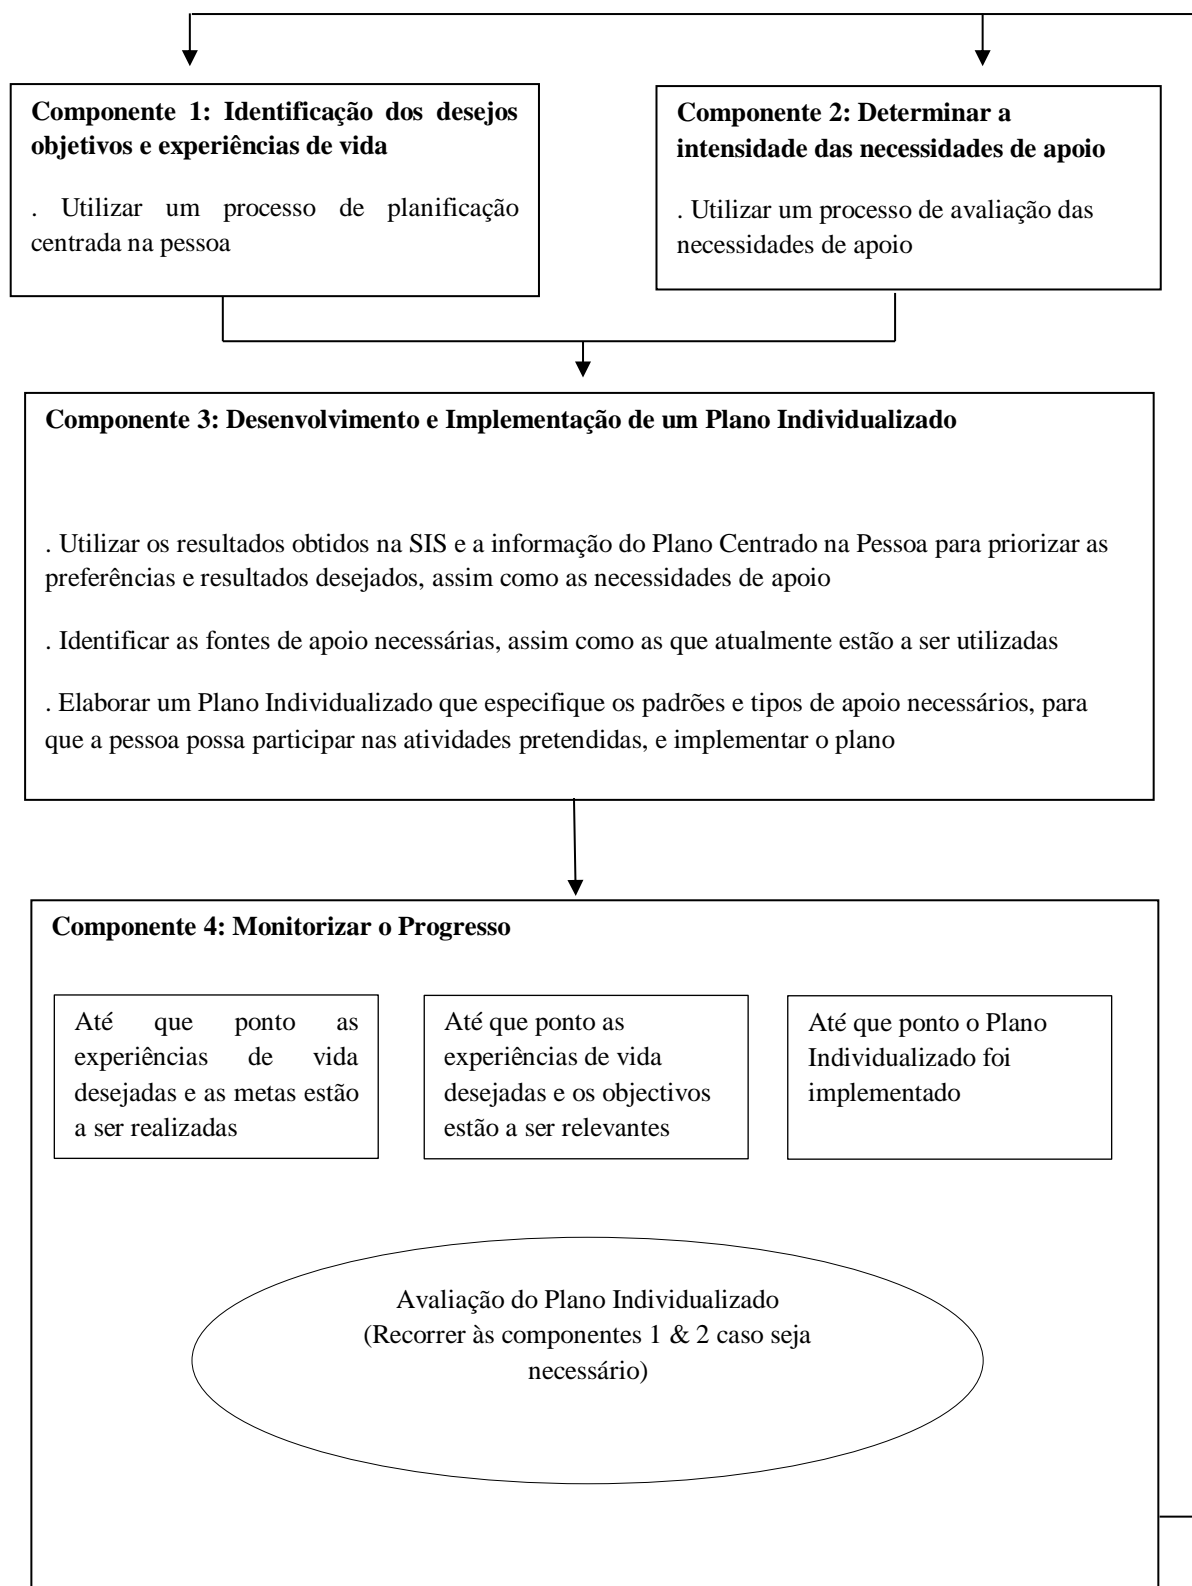 Componente 1: Identificação dos desejos
objetivos e experiências de vida
. Utilizar um processo de planificação
centrada na pessoa
Componente 2: Determinar a
intensidade das necessidades de apoio
. Utilizar um processo de avaliação das
necessidades de apoio
Componente 3: Desenvolvimento e Implementação de um Plano Individualizado
. Utilizar os resultados obtidos na SIS e a informação do Plano Centrado na Pessoa para priorizar as
preferências e resultados desejados, assim como as necessidades de apoio
. Identificar as fontes de apoio necessárias, assim como as que atualmente estão a ser utilizadas
. Elaborar um Plano Individualizado que especifique os padrões e tipos de apoio necessários, para
que a pessoa possa participar nas atividades pretendidas, e implementar o plano
Componente 4: Monitorizar o Progresso
Até que ponto as
experiências de vida
desejadas e as metas estão
a ser realizadas
Até que ponto as
experiências de vida
desejadas e os objectivos
estão a ser relevantes
Até que ponto o Plano
Individualizado foi
implementado
Avaliação do Plano Individualizado
(Recorrer às componentes 1 & 2 caso seja
necessário)